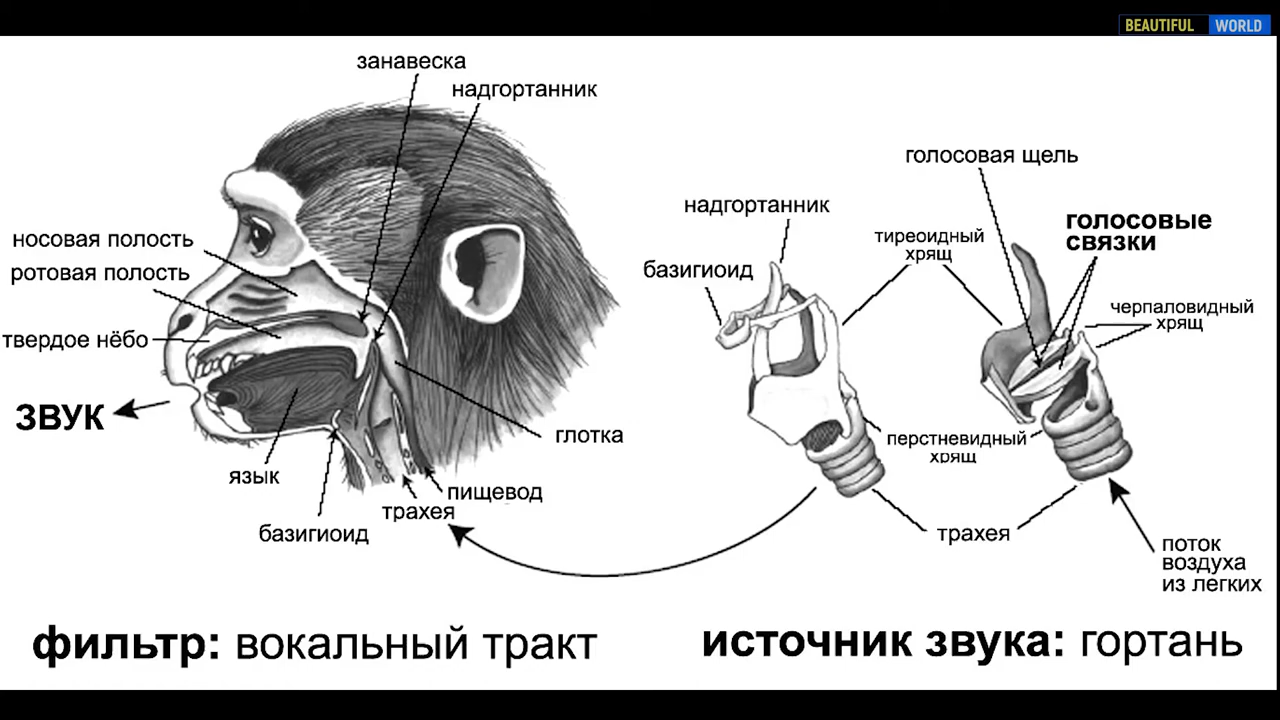 BEAUTIFUL WORLD
занавеска
надгортанник
носовая полость
ротовая полость
твердое нёбо
ЗВУК
язык
базигиоид
трахея
пищевод
глотка
надгортанник
базигиоид
тиреоидный
хрящ
голосовая щель
голосовые
связки
черпаловидный
хрящ
перстневидный
хрящ
трахея
поток
воздуха
из легких
фильтр: вокальный тракт
источник звука: гортань